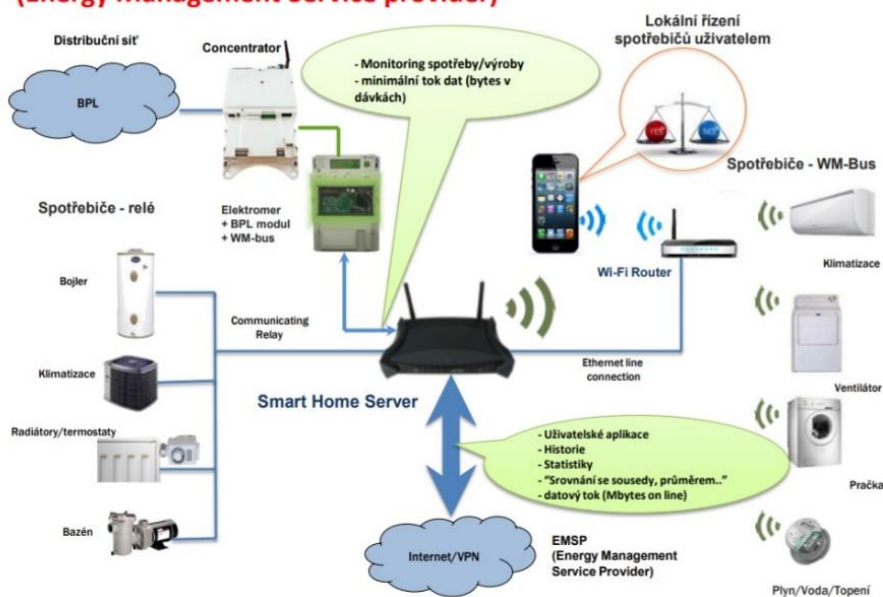 (Energy Management Service provider)
Distribuční síť
Concentrator
BPL
- Monitoring spotřeby/výroby
- minimální tok dat (bytes v
dávkách)
Lokální řízení
spotřebičů uživatelem
YES
NO
Spotřebiče - WM-Bus
Spotřebiče - relé
Elektromer
+ BPL modul
+ WM-bus
Wi-Fi Router
Klimatizace
Bojler
Communicating
Relay
Ethernet line
connection
Klimatizace
Smart Home Server
Ventilátor
Radiátory/termostaty
- Uživatelské aplikace
- Historie
- Statistiky
- “Srovnání se sousedy, průměrem..”
- datový tok (Mbytes on line)
Pračka
Bazén
Internet/VPN
EMSP
(Energy Management
Service Provider)
Plyn/Voda/Topení